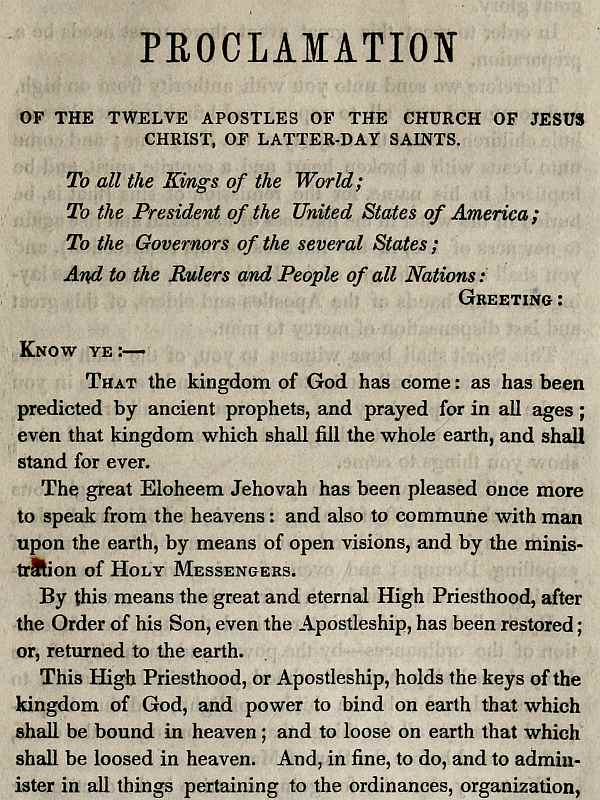 PROCLAMATION
OF THE TWELVE APOSTLES OF THE CHURCH OF JESUS
CHRIST, OF LATTER-DAY SAINTS.
To all the Kings of the World;
To the President of the United States of America;
To the Governors of the several States;
And to the Rulers and People of all Nations:
GREETING:
KNOW YE:—
THAT the kingdom of God has come: as has been
predicted by ancient prophets, and prayed for in all ages;
even that kingdom which shall fill the whole earth, and shall
stand for ever.
The great Eloheem Jehovah has been pleased once more
to speak from the heavens: and also to commune with man
upon the earth, by means of open visions, and by the minis-
tration of HOLY MESSENGERS.
By this means the great and eternal High Priesthood, after
the Order of his Son, even the Apostleship, has been restored;
or, returned to the earth.
This High Priesthood, or Apostleship, holds the keys of the
kingdom of God, and power to bind on earth that which
shall be bound in heaven; and to loose on earth that which
shall be loosed in heaven. And, in fine, to do, and to admin-
ister in all things pertaining to the ordinances, organization,